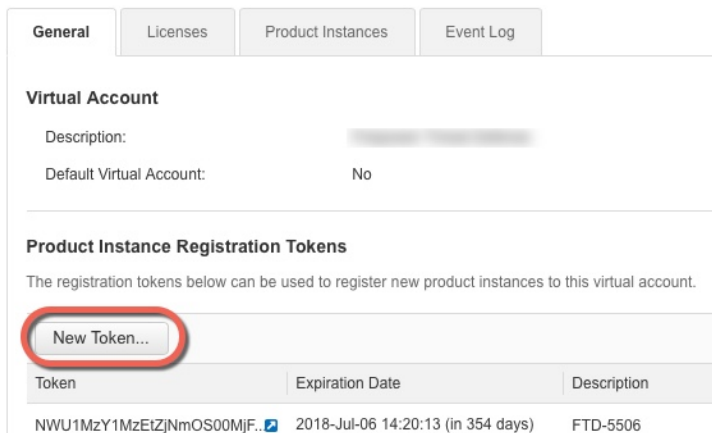 General Licenses Product Instances Event Log
Virtual Account
Description:
Default Virtual Account: No
Product Instance Registration Tokens
The registration tokens below can be used to register new product instances to this virtual account.
New Token...
Token Expiration Date Description
NWU1MzY1MzEtZjNmOS00MjF.. 2018-Jul-06 14:20:13 (in 354 days) FTD-5506